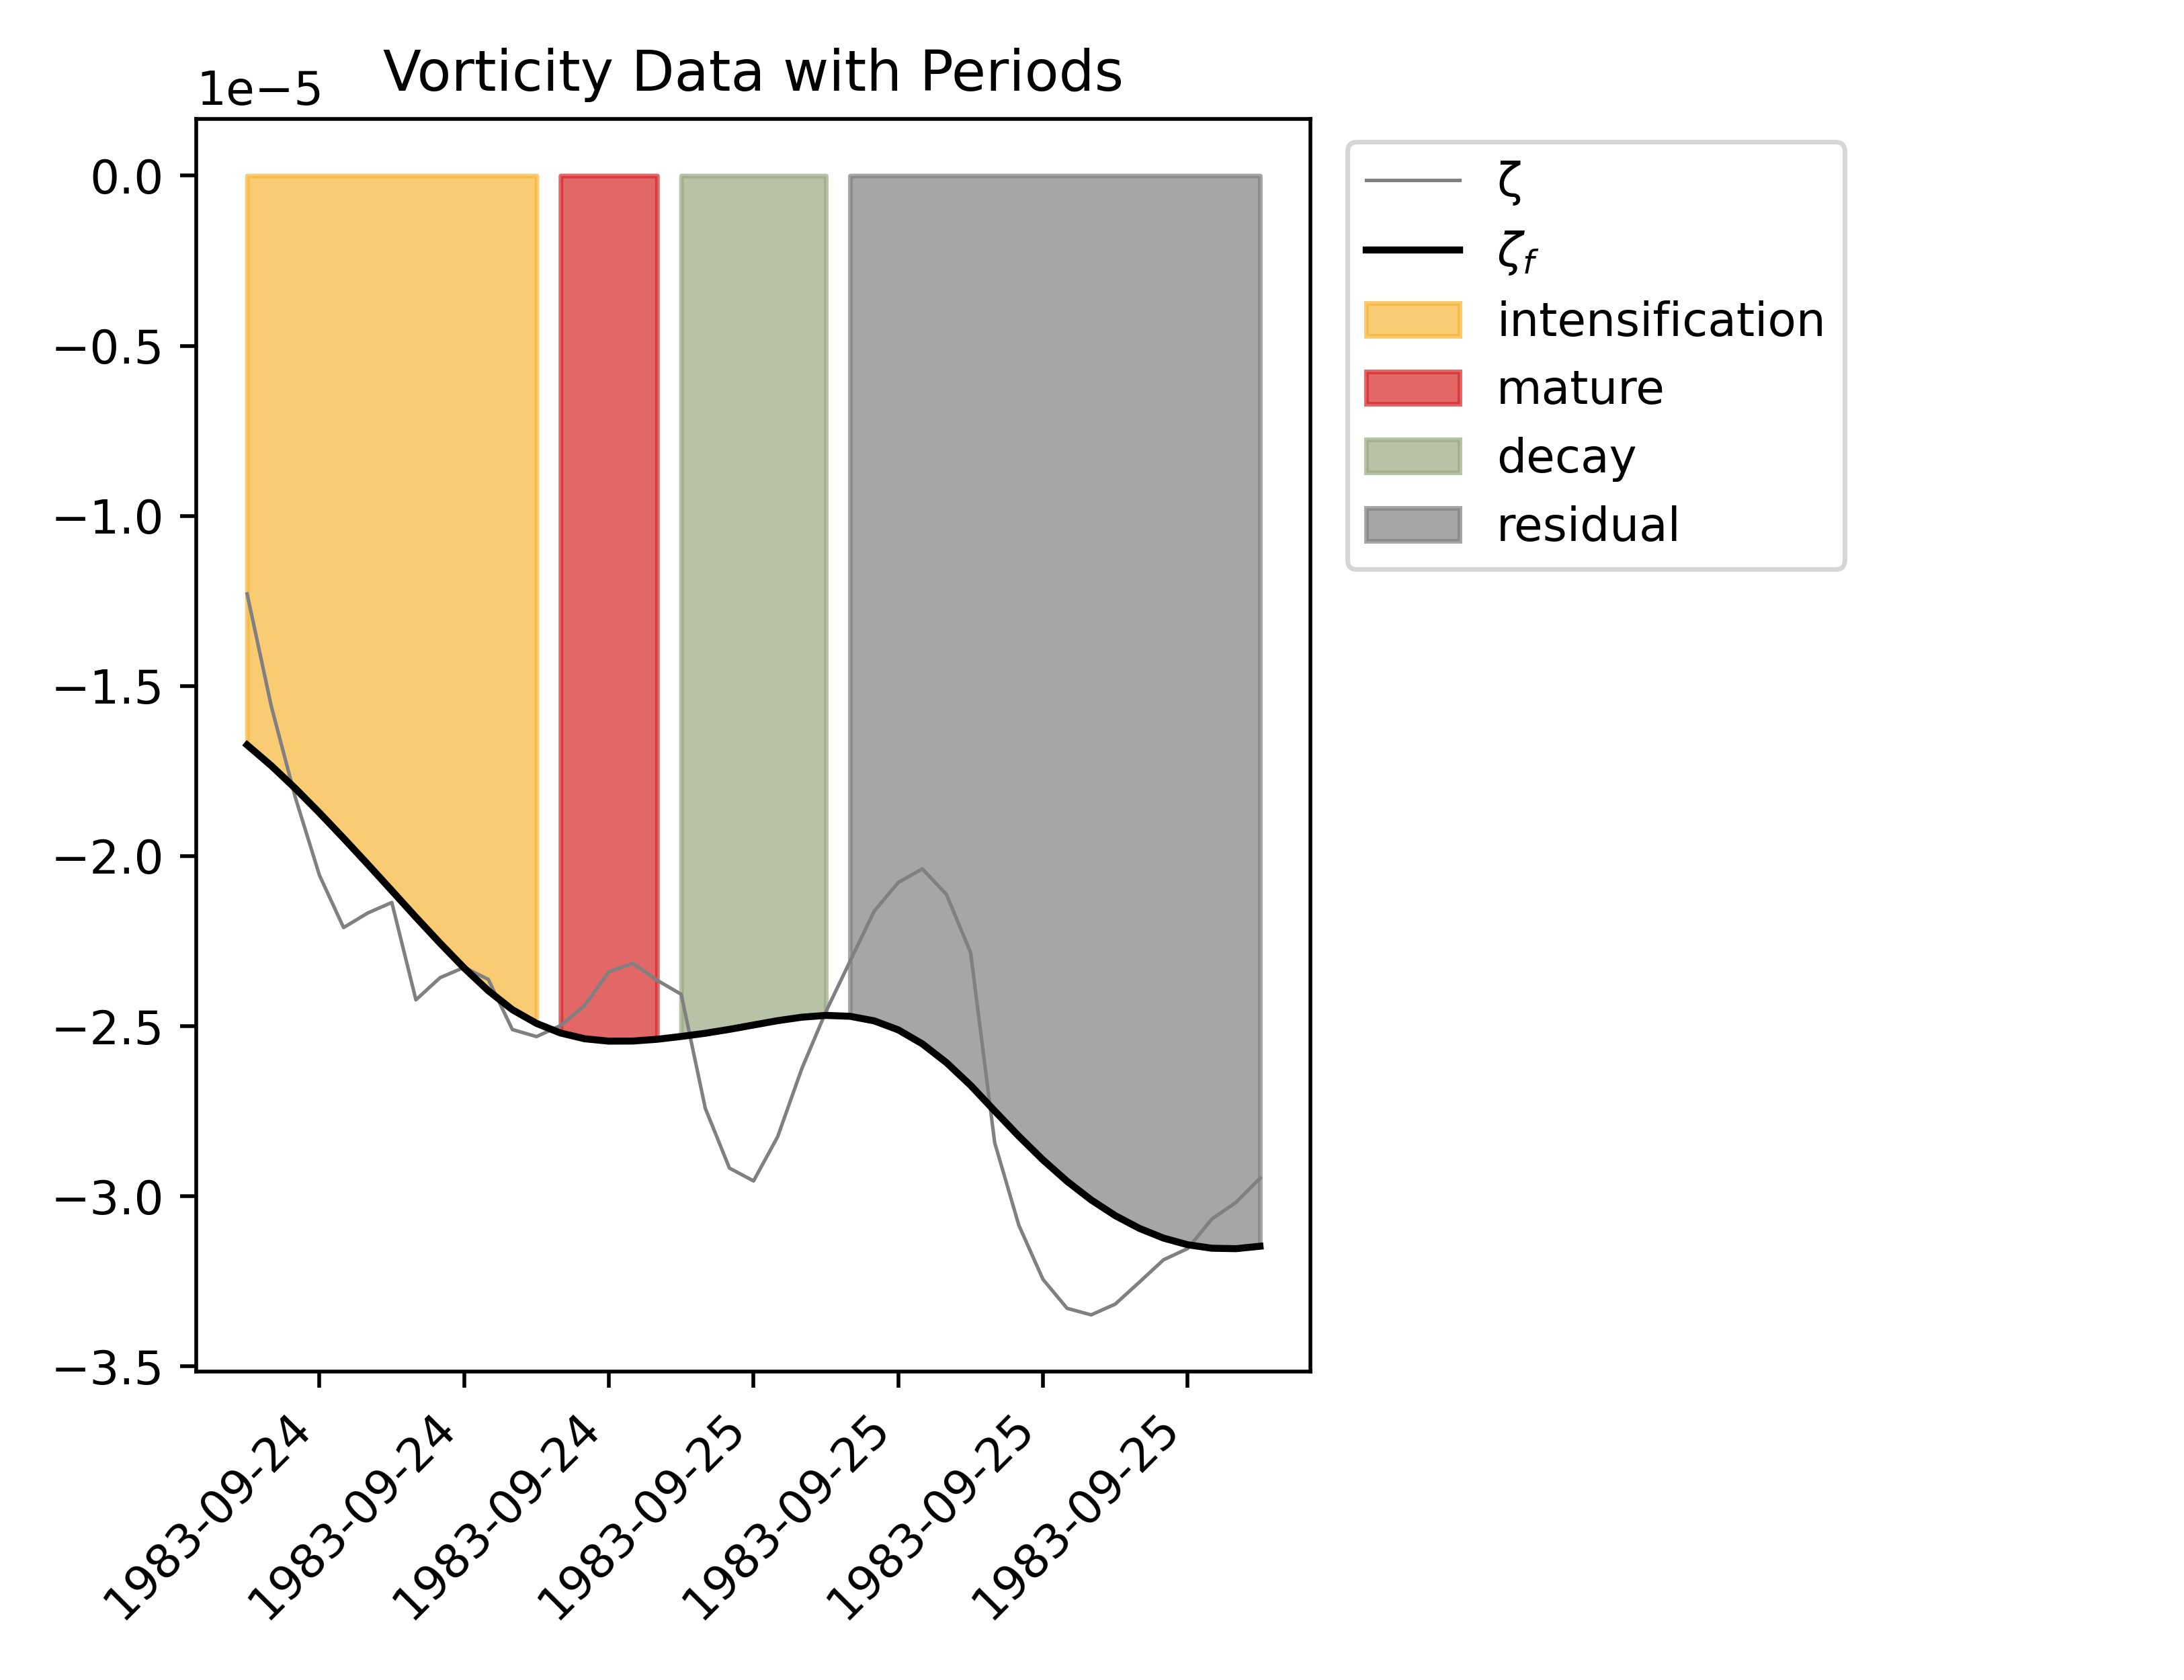 Vorticity Data with Periods
1e−5
0.0
−0.5
−1.0
−1.5
−2.0
−2.5
−3.0
−3.5
1983-09-24
1983-09-24
1983-09-24
1983-09-25
1983-09-25
1983-09-25
1983-09-25
ζ
ζf
intensification
mature
decay
residual